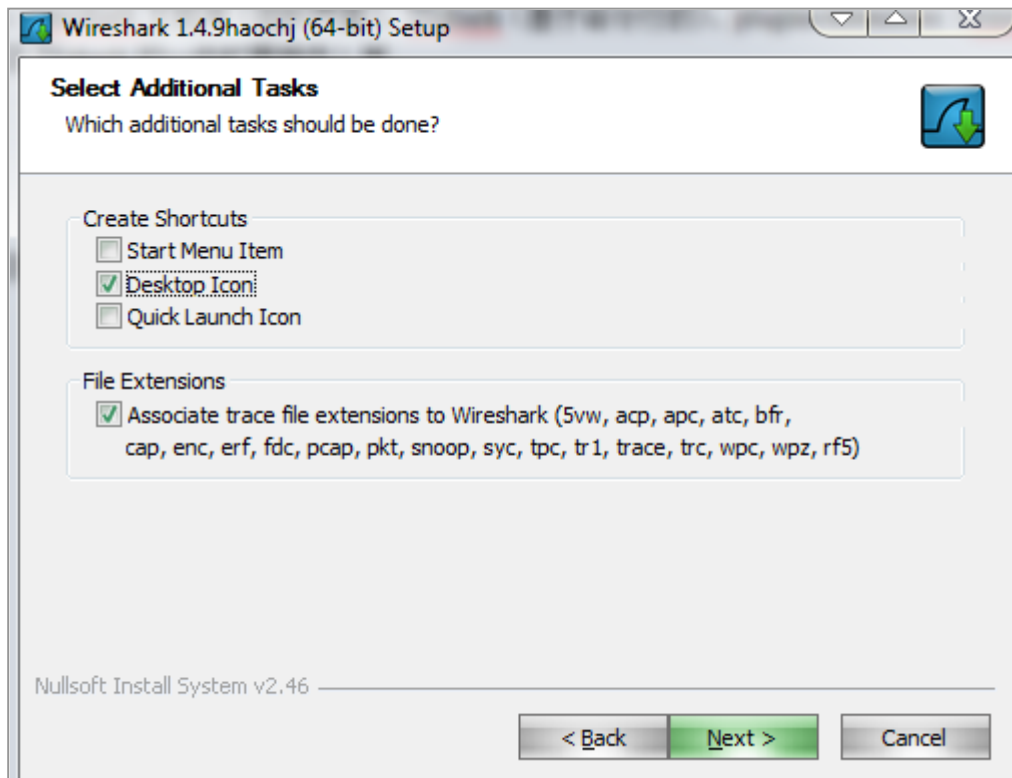 Wireshark 1.4.9haochj (64-bit) Setup
Select Additional Tasks
Which additional tasks should be done?
Create Shortcuts
Start Menu Item
Desktop Icon
Quick Launch Icon
File Extensions
Associate trace file extensions to Wireshark (5vw, acp, apc, atc, bfr,
cap, enc, erf, fdc, pcap, pkt, snoop, syc, tpc, tr1, trace, trc, wpc, wpz, rf5)
Nullsoft Install System v2.46
< Back
Next >
Cancel